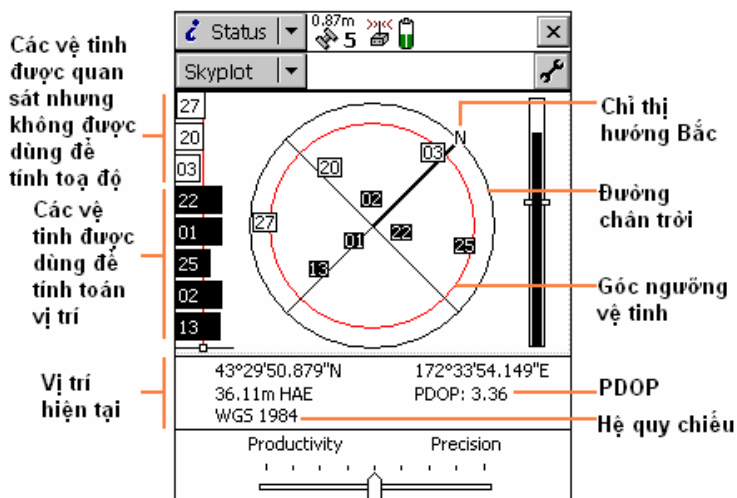 Status
0.87m
5
Skyplot
Các vệ tinh
được quan
sát nhưng
không được
dùng để
tính toạ độ
27
20
03
Các vệ
tinh được
dùng để
tính toán
vị trí
22
01
25
02
13
N
03
20
02
27
01
22
25
13
Chỉ thị
hướng Bắc
Đường
chân trời
Góc ngưỡng
vệ tinh
Vị trí
hiện tại
43°29'50.879"N
172°33'54.149"E
36.11m HAE
PDOP: 3.36
WGS 1984
PDOP
Hệ quy chiếu
Productivity
Precision